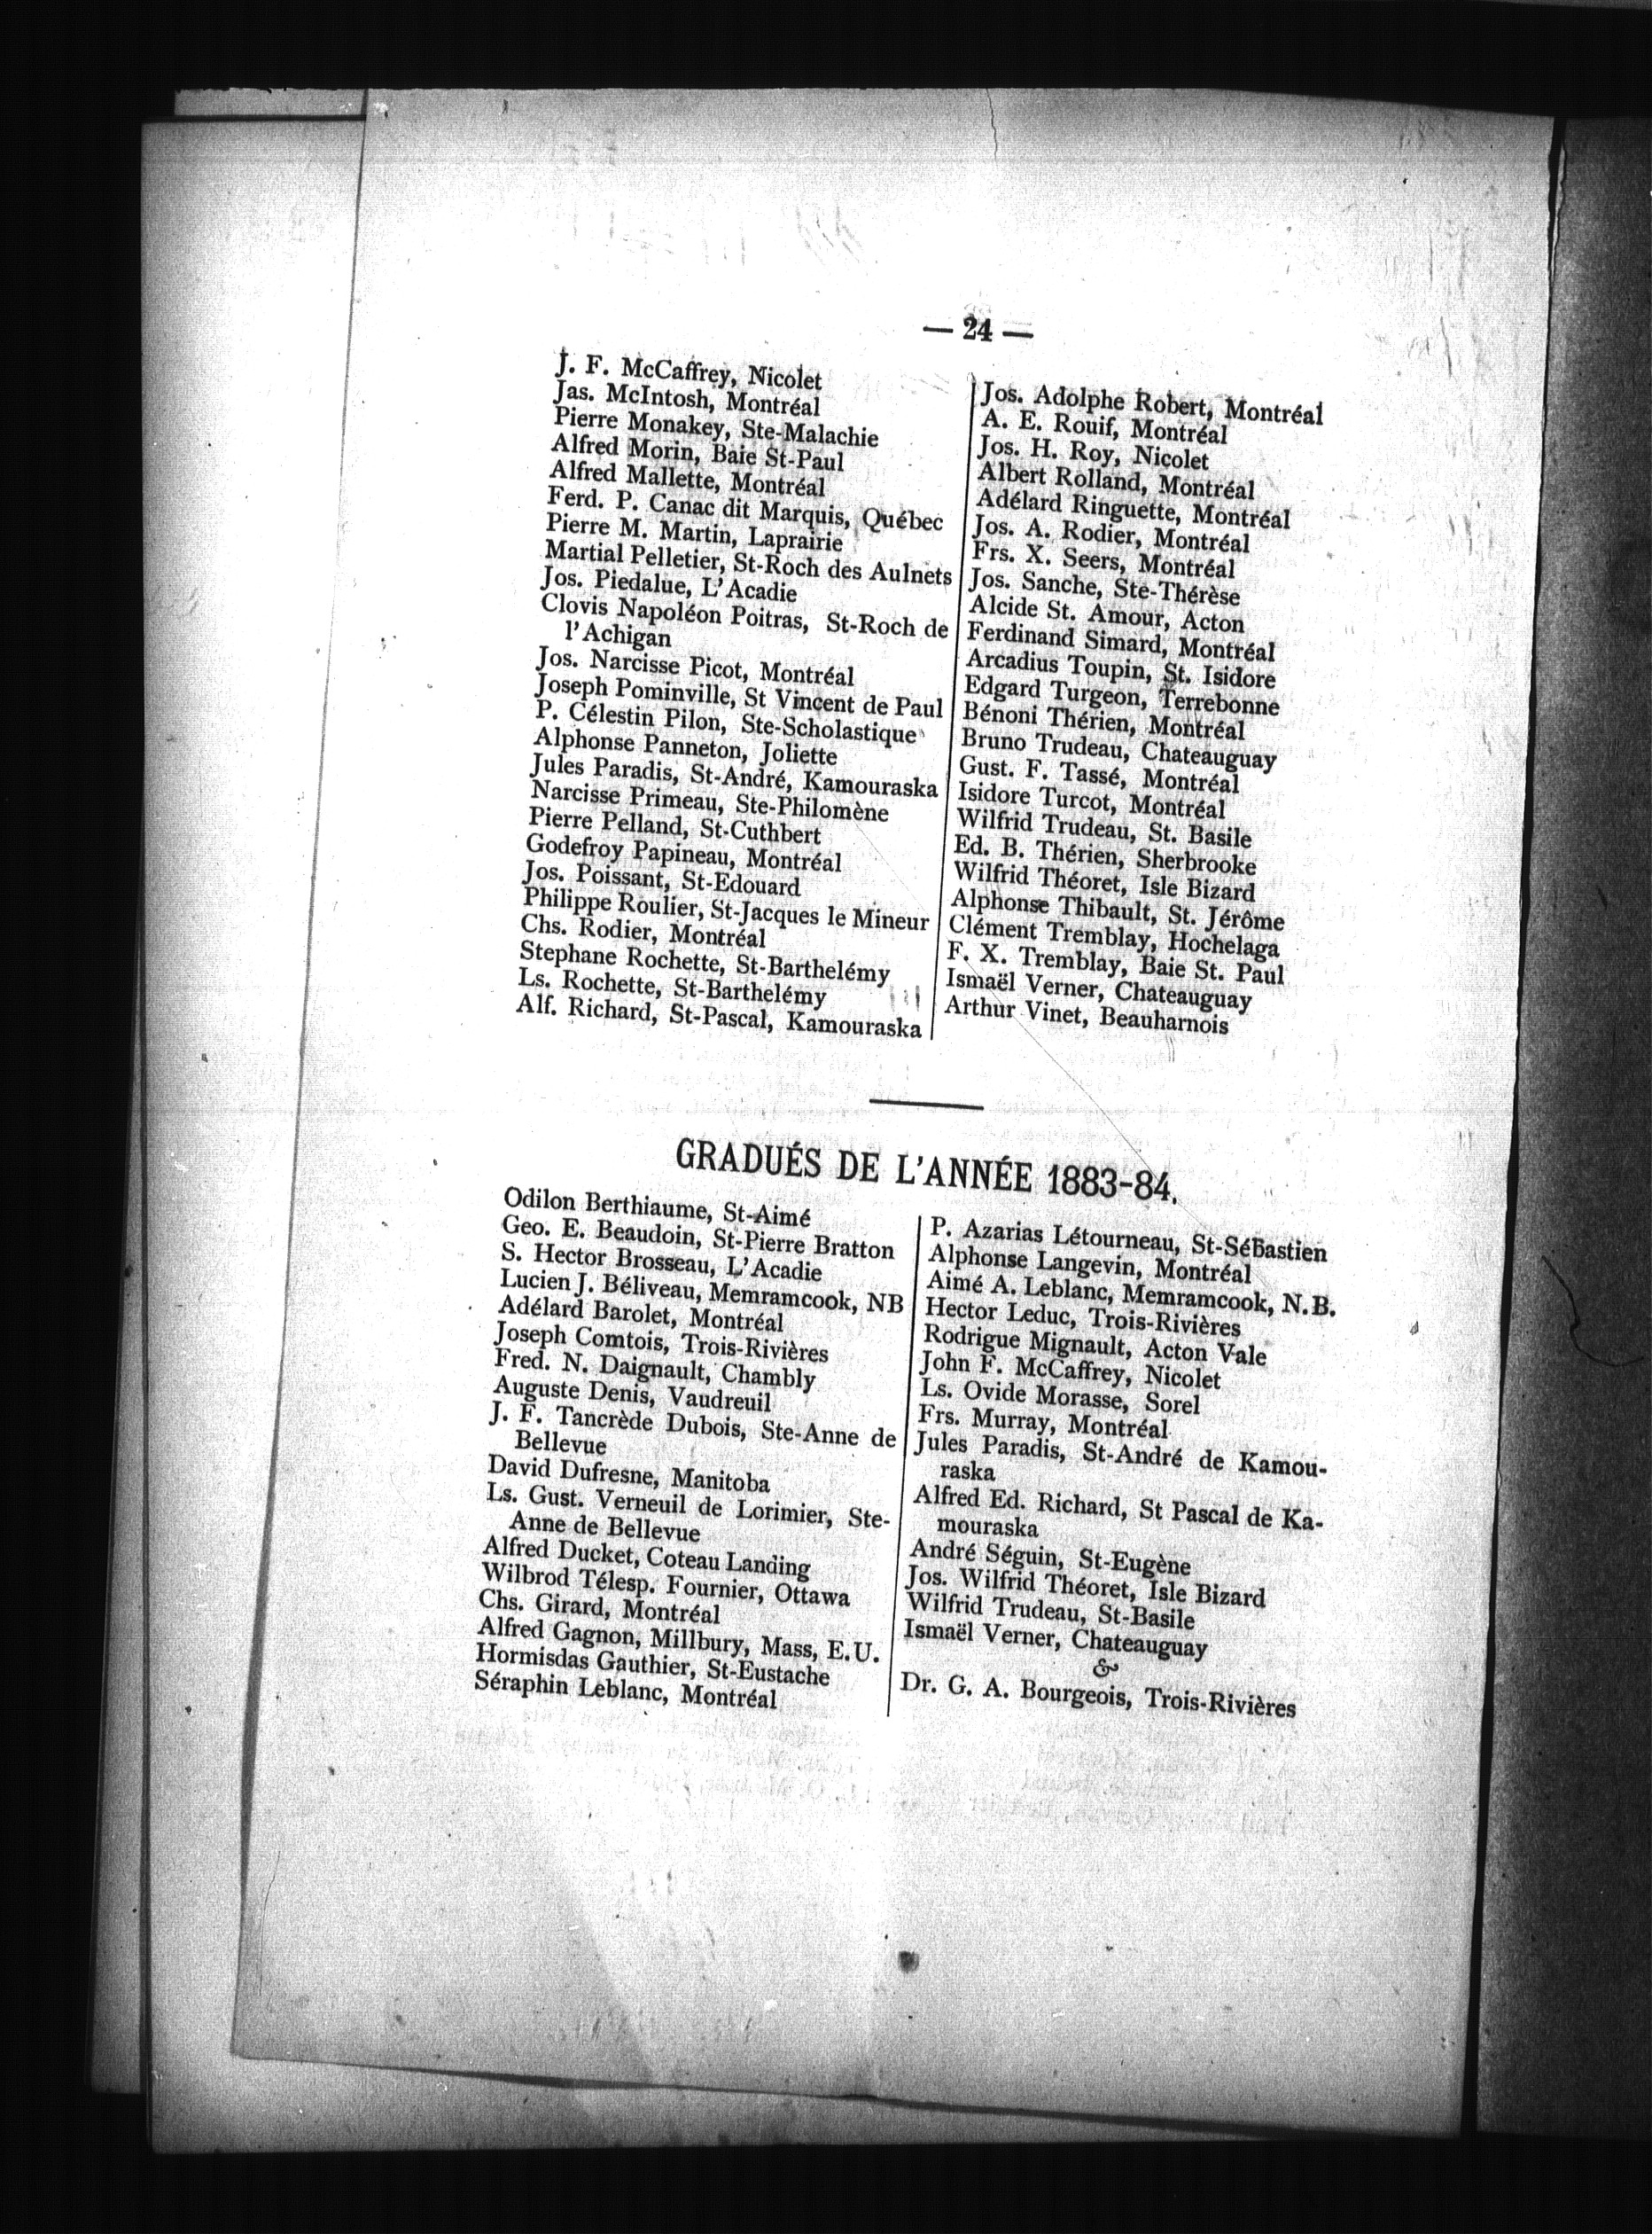 — 24 —
J. F. McCaffrey, Nicolet
Jas. McIntosh, Montréal
Pierre Monakey, Ste-Malachie
Alfred Morin, Baie St-Paul
Alfred Mallette, Montréal
Ferd. P. Canac dit Marquis, Québec
Pierre M. Martin, Laprairie
Martial Pelletier, St-Roch des Aulnets
Jos. Piedalue, L'Acadie
Clovis Napoléon Poitras, St-Roch de
l'Achigan
Jos. Narcisse Picot, Montréal
Joseph Pominville, St Vincent de Paul
P. Célestin Pilon, Ste-Scholastique
Alphonse Panneton, Joliette
Jules Paradis, St-André, Kamouraska
Narcisse Primeau, Ste-Philomène
Pierre Pelland, St-Cuthbert
Godefroy Papineau, Montréal
Jos. Poissant, St-Edouard
Philippe Roulier, St-Jacques le Mineur
Chs. Rodier, Montréal
Stephane Rochette, St-Barthelémy
Ls. Rochette, St-Barthelémy
Alf. Richard, St-Pascal, Kamouraska
Jos. Adolphe Robert, Montréal
A. E. Rouif, Montréal
Jos. H. Roy, Nicolet
Albert Rolland, Montréal
Adélard Ringuette, Montréal
Jos. A. Rodier, Montréal
Frs. X. Seers, Montréal
Jos. Sanche, Ste-Thérèse
Alcide St. Amour, Acton
Ferdinand Simard, Montréal
Arcadius Toupin, St. Isidore
Edgard Turgeon, Terrebonne
Bénoni Thérien, Montréal
Bruno Trudeau, Chateauguay
Gust. F. Tassé, Montréal
Isidore Turcot, Montréal
Wilfrid Trudeau, St. Basile
Ed. B. Thérien, Sherbrooke
Wilfrid Théoret, Isle Bizard
Alphonse Thibault, St. Jérôme
Clément Tremblay, Hochelaga
F. X. Tremblay, Baie St. Paul
Ismaël Verner, Chateauguay
Arthur Vinet, Beauharnois
GRADUÉS DE L'ANNÉE 1883-84.
Odilon Berthiaume, St-Aimé
Geo. E. Beaudoin, St-Pierre Bratton
S. Hector Brosseau, L'Acadie
Lucien J. Béliveau, Memramcook, NB
Adélard Barolet, Montréal
Joseph Comtois, Trois-Rivières
Fred. N. Daignault, Chambly
Auguste Denis, Vaudreuil
J. F. Tancrède Dubois, Ste-Anne de
Bellevue
David Dufresne, Manitoba
Ls. Gust. Verneuil de Lorimier, Ste-
Anne de Bellevue
Alfred Ducket, Coteau Landing
Wilbrod Télesp. Fournier, Ottawa
Chs. Girard, Montréal
Alfred Gagnon, Millbury, Mass, E.U.
Hormisdas Gauthier, St-Eustache
Séraphin Leblanc, Montréal
P. Azarias Létourneau, St-Sébastien
Alphonse Langevin, Montréal
Aimé A. Leblanc, Memramcook, N.B.
Hector Leduc, Trois-Rivières
Rodrigue Mignault, Acton Vale
John F. McCaffrey, Nicolet
Ls. Ovide Morasse, Sorel
Frs. Murray, Montréal
Jules Paradis, St-André de Kamou-
raska
Alfred Ed. Richard, St Pascal de Ka-
mouraska
André Séguin, St-Eugène
Jos. Wilfrid Théoret, Isle Bizard
Wilfrid Trudeau, St-Basile
Ismaël Verner, Chateauguay
&
Dr. G. A. Bourgeois, Trois-Rivières